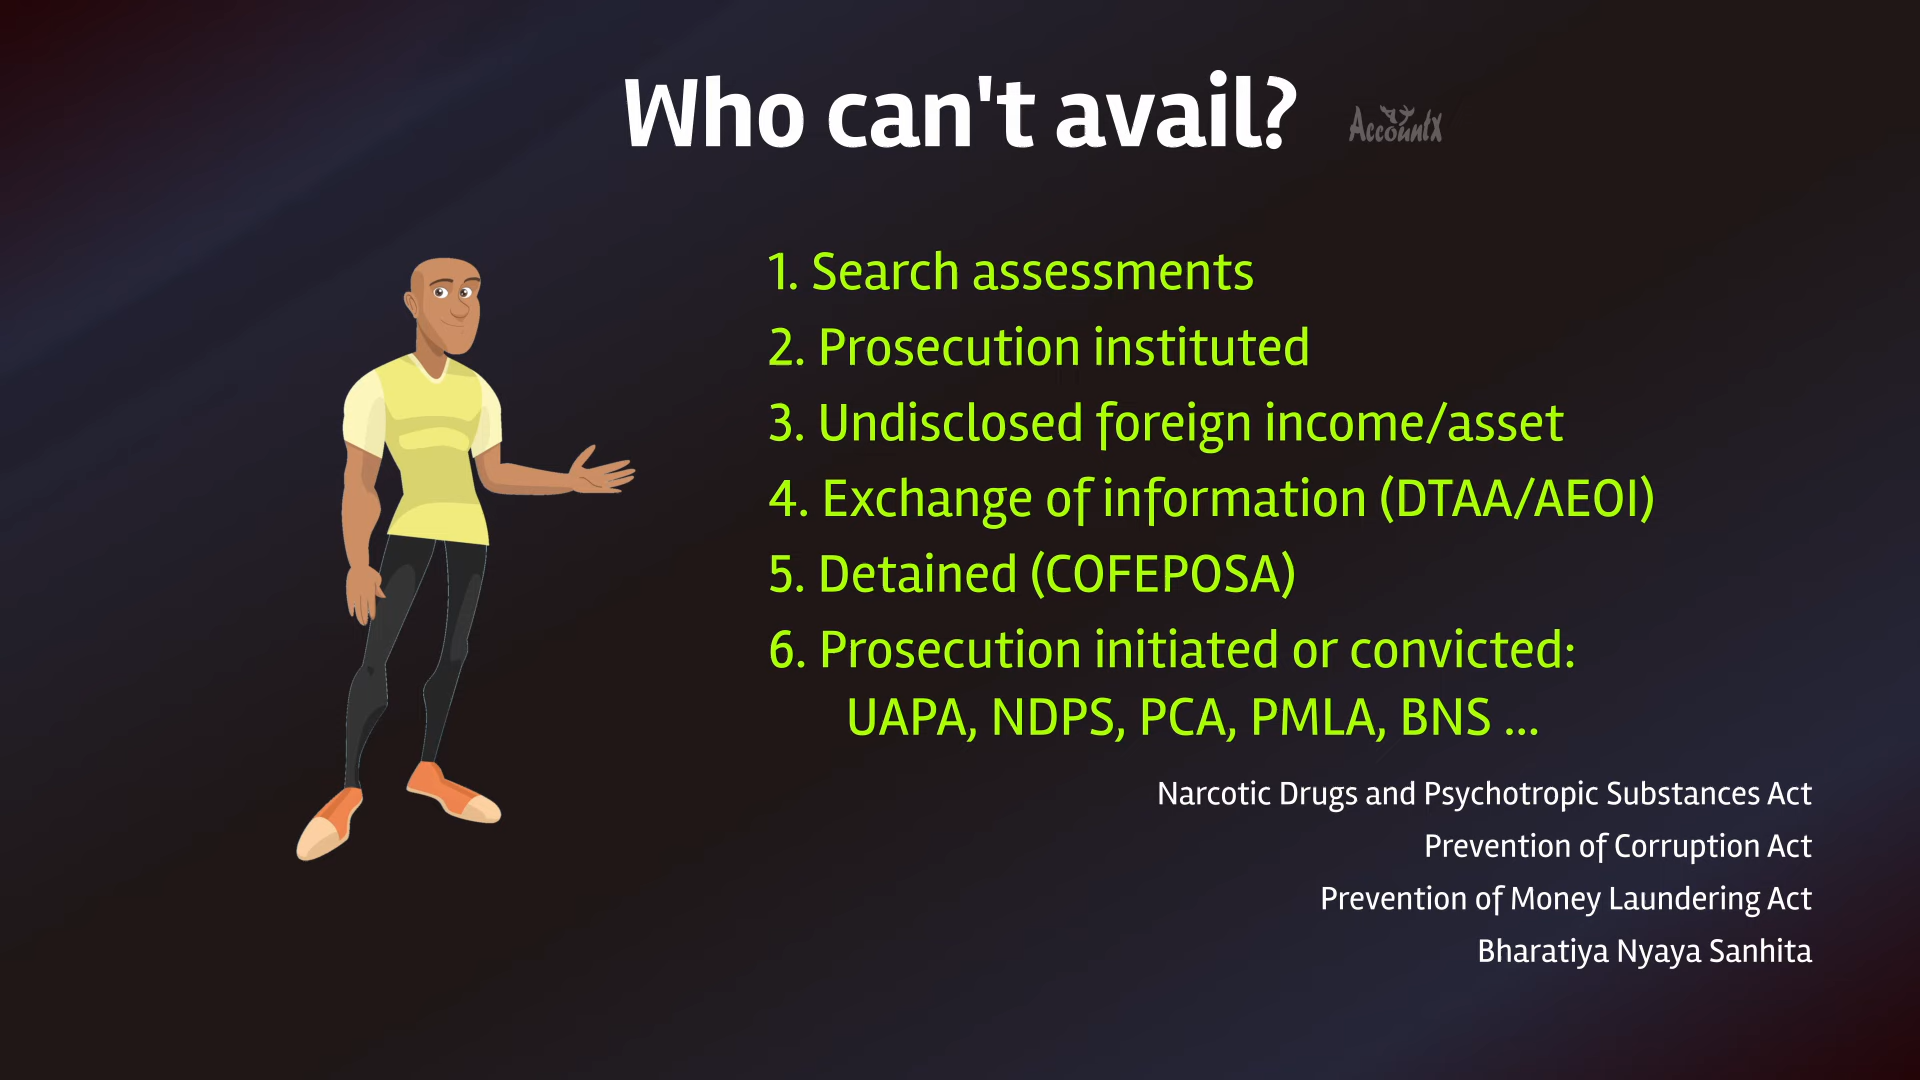 Who can't avail?
Accountx
1. Search assessments
2. Prosecution instituted
3. Undisclosed foreign income/asset
4. Exchange of information (DTAA/AEOI)
5. Detained (COFEPOSA)
6. Prosecution initiated or convicted:
UAPA, NDPS, PCA, PMLA, BNS ...
Narcotic Drugs and Psychotropic Substances Act
Prevention of Corruption Act
Prevention of Money Laundering Act
Bharatiya Nyaya Sanhita